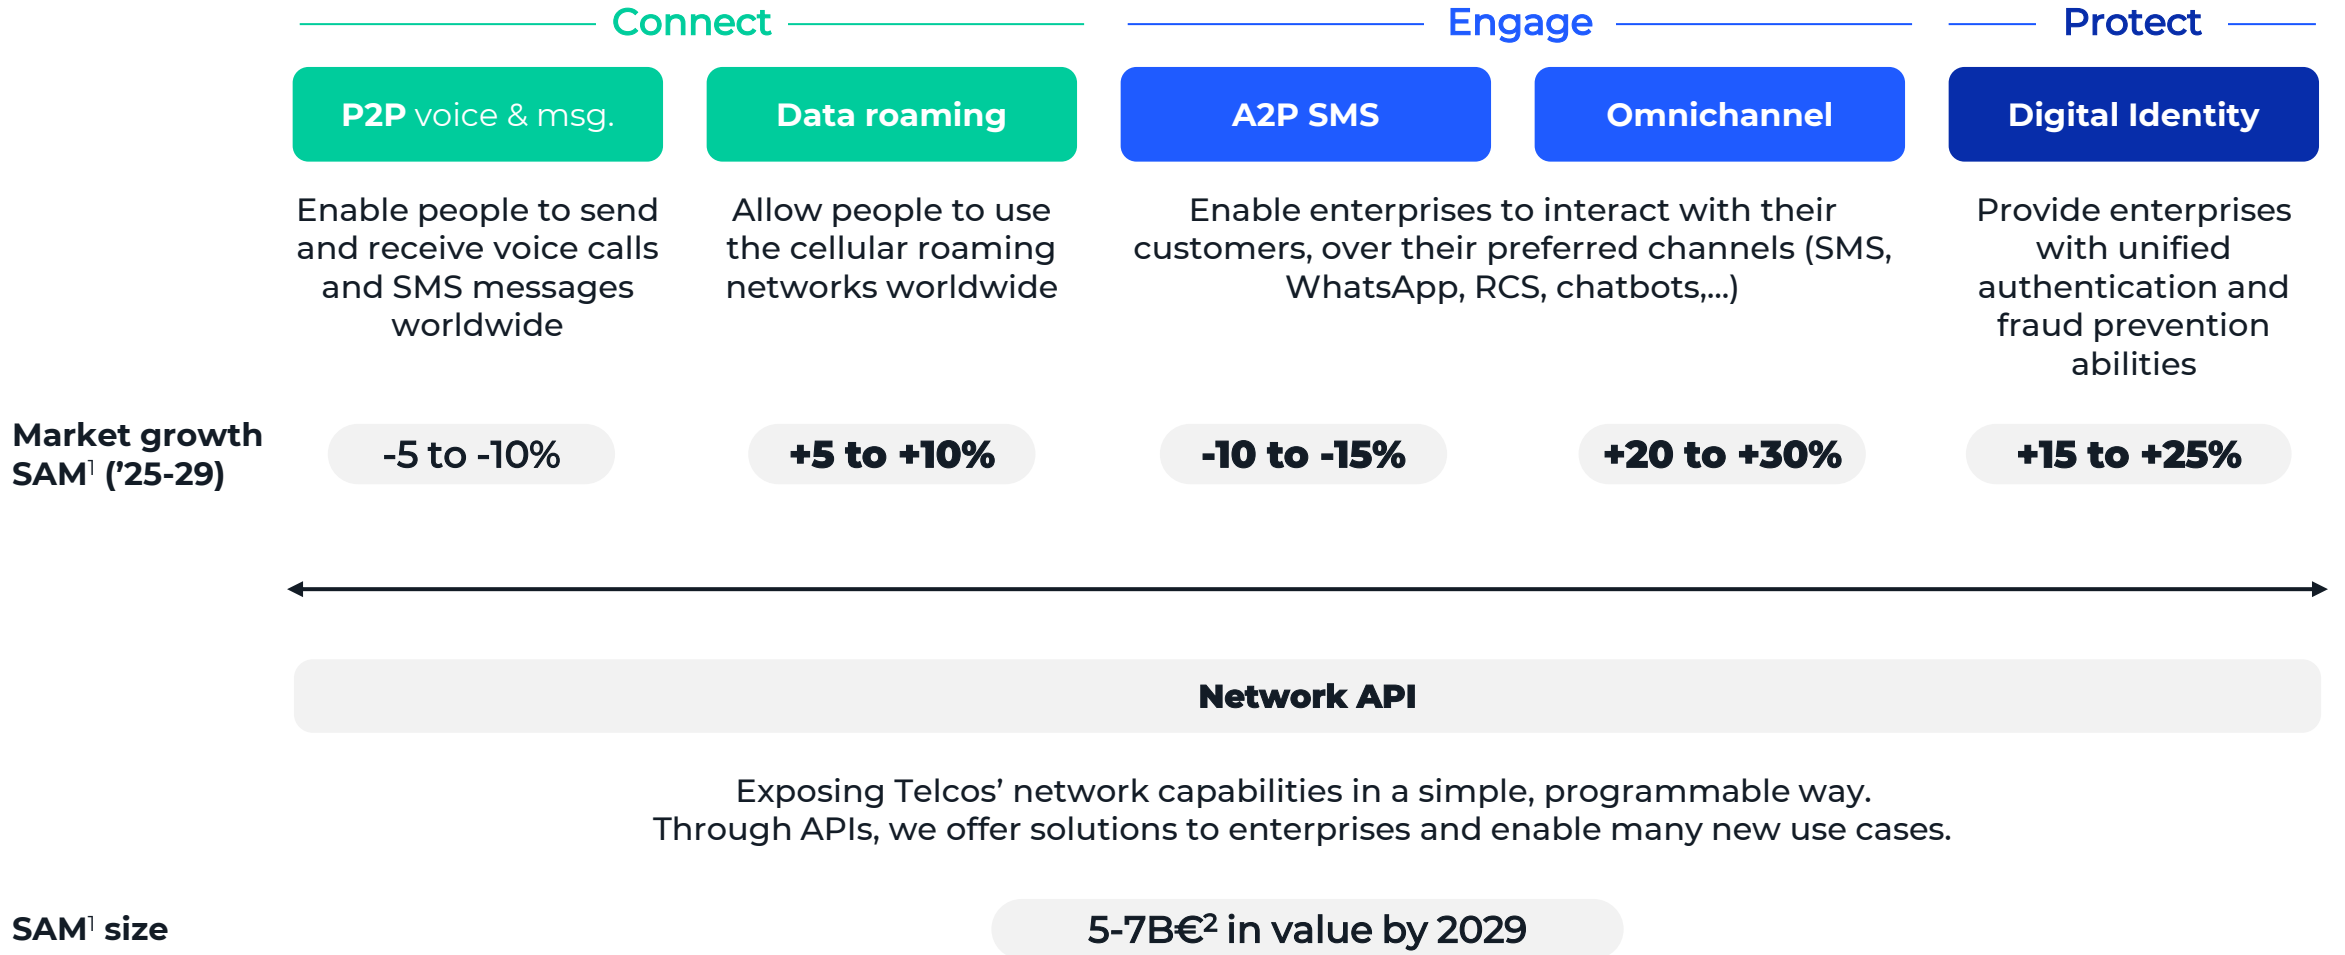 Connect
Engage
Protect
P2P voice & msg.
Data roaming
A2P SMS
Omnichannel
Digital Identity
Enable people to send
and receive voice calls
and SMS messages
worldwide
Allow people to use
the cellular roaming
networks worldwide
Enable enterprises to interact with their
customers, over their preferred channels (SMS,
WhatsApp, RCS, chatbots,...)
Provide enterprises
with unified
authentication and
fraud prevention
abilities
Market growth
SAM¹ (’25-29)
-5 to -10%
+5 to +10%
-10 to -15%
+20 to +30%
+15 to +25%
Network API
Exposing Telcos’ network capabilities in a simple, programmable way.
Through APIs, we offer solutions to enterprises and enable many new use cases.
SAM¹ size
5-7B€² in value by 2029